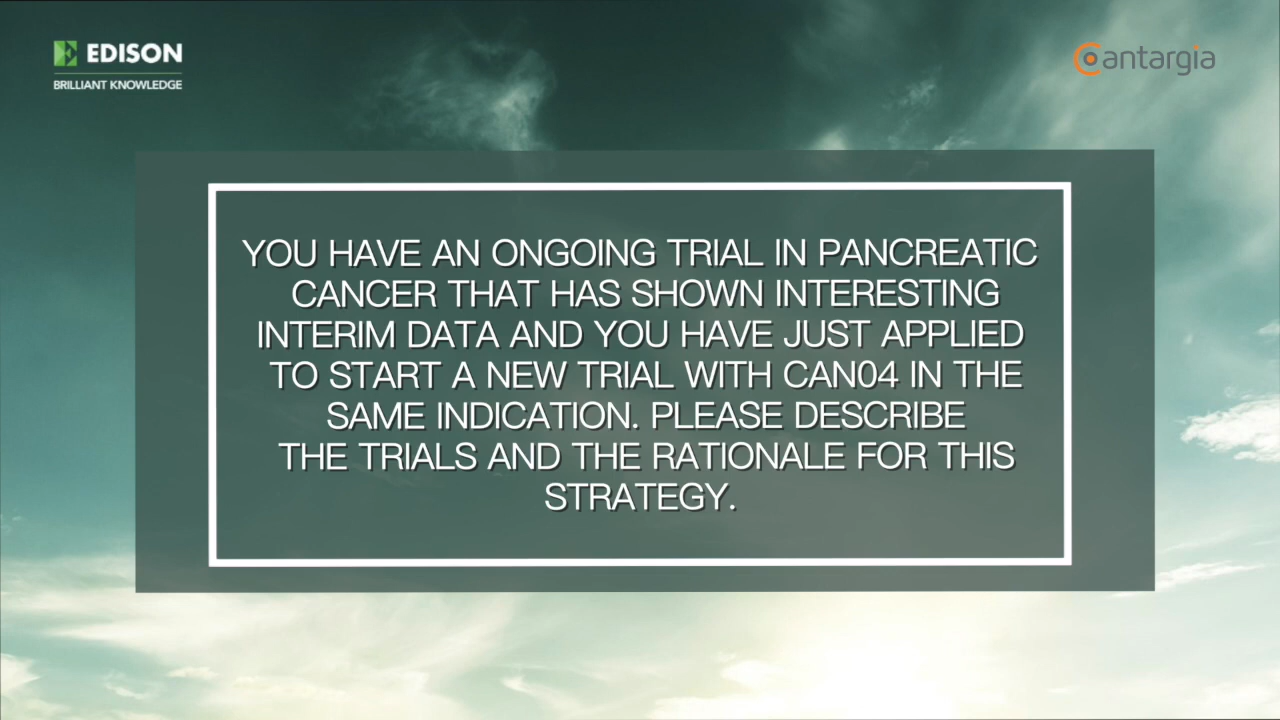 EDISON
BRILLIANT KNOWLEDGE
Cantargia
YOU HAVE AN ONGOING TRIAL IN PANCREATIC
CANCER THAT HAS SHOWN INTERESTING
INTERIM DATA AND YOU HAVE JUST APPLIED
TO START A NEW TRIAL WITH CAN04 IN THE
SAME INDICATION. PLEASE DESCRIBE
THE TRIALS AND THE RATIONALE FOR THIS
STRATEGY.